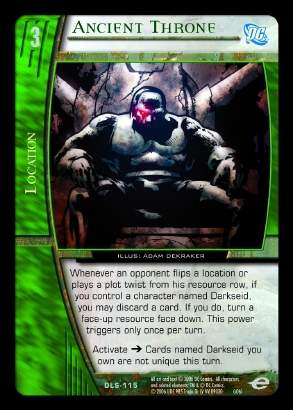 3
ANCIENT THRONE
DC
LOCATION
ILLUS: ADAM DEKRAKER
Whenever an opponent flips a location or
plays a plot twist from his resource row, if
you control a character named Darkseid,
you may discard a card. If you do, turn a
face-up resource face down. This power
triggers only once per turn.
Activate ➔ Cards named Darkseid you
own are not unique this turn.
DLS-115